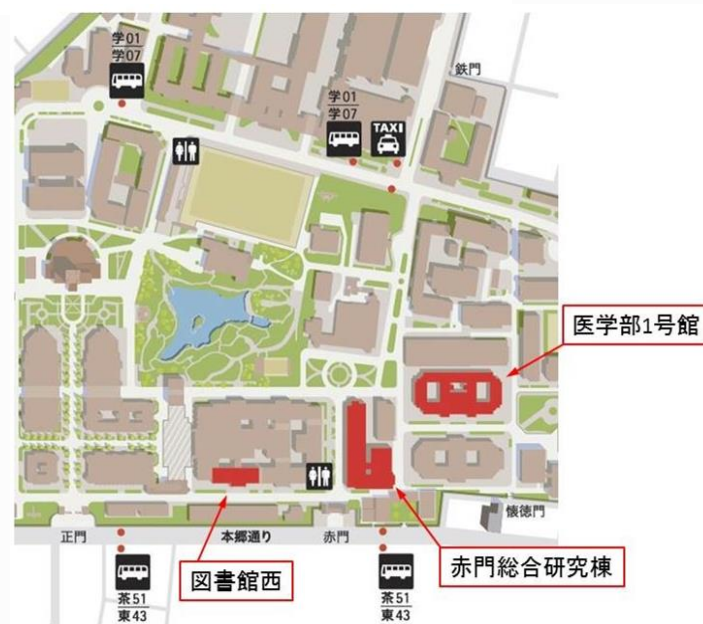 学01
学07
鉄門
学01
学07
TAXI
医学部1号館
懐徳門
正門
本郷通り
赤門
赤門総合研究棟
図書館西
茶51
東43
茶51
東43